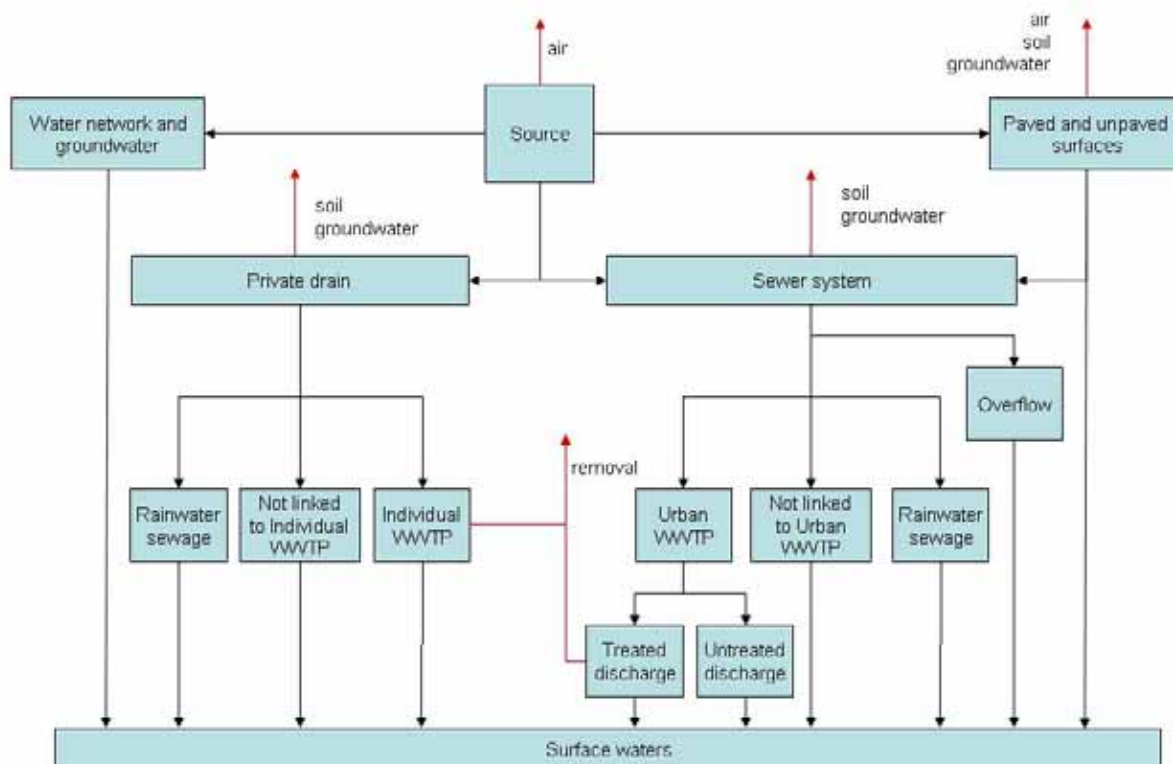 air
air
soil
groundwater
Water network and
groundwater
Source
Paved and unpaved
surfaces
soil
groundwater
soil
groundwater
Private drain
Sewer system
Overflow
removal
Rainwater
sewage
Not linked
to Individual
WWTP
Individual
WWTP
Urban
WWTP
Not linked
to Urban
WWTP
Rainwater
sewage
Treated
discharge
Untreated
discharge
Surface waters